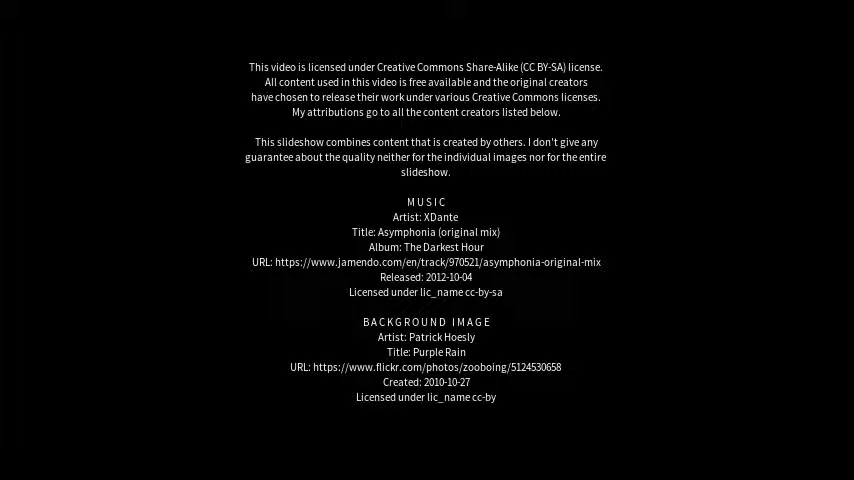 This video is licensed under Creative Commons Share-Alike (CC BY-SA) license.
All content used in this video is free available and the original creators
have chosen to release their work under various Creative Commons licenses.
My attributions go to all the content creators listed below.
This slideshow combines content that is created by others. I don't give any
guarantee about the quality neither for the individual images nor for the entire
slideshow.
MUSIC
Artist: XDante
Title: Asymphonia (original mix)
Album: The Darkest Hour
URL: https://www.jamendo.com/en/track/970521/asymphonia-original-mix
Released: 2012-10-04
Licensed under lic_name cc-by-sa
BACKGROUND IMAGE
Artist: Patrick Hoesly
Title: Purple Rain
URL: https://www.flickr.com/photos/zooboing/5124530658
Created: 2010-10-27
Licensed under lic_name cc-by